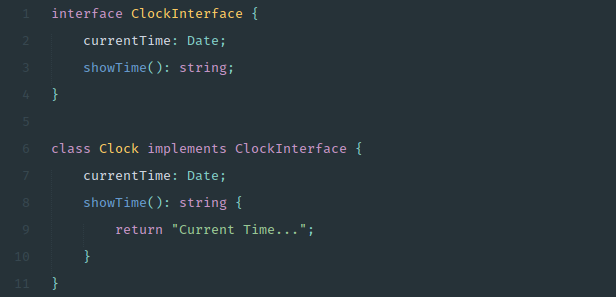 1 interface ClockInterface {
2 currentTime: Date;
3 showTime(): string;
4 }
5
6 class Clock implements ClockInterface {
7 currentTime: Date;
8 showTime(): string {
9 return "Current Time...";
10 }
11 }